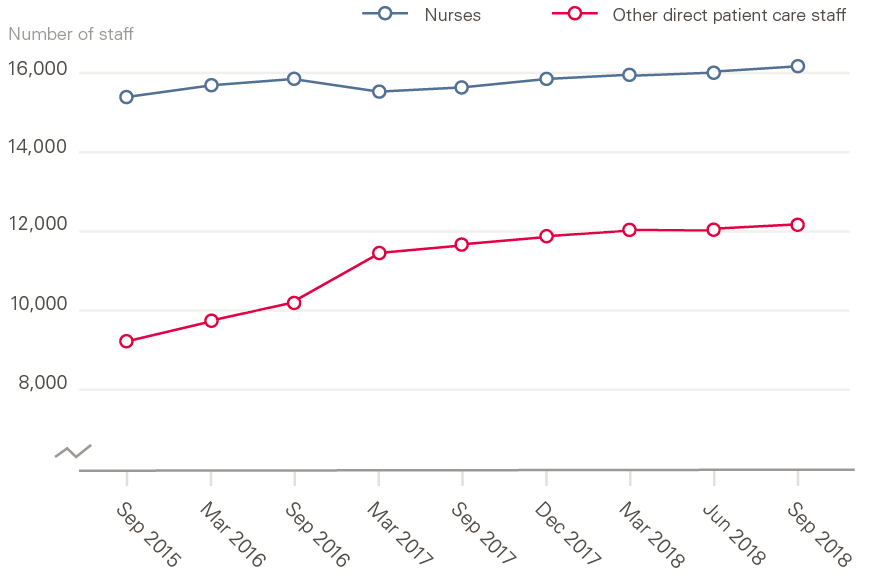 Nurses
Other direct patient care staff
Number of staff
16,000
14,000
12,000
10,000
8,000
Sep 2015
Mar 2016
Sep 2016
Mar 2017
Sep 2017
Dec 2017
Mar 2018
Jun 2018
Sep 2018